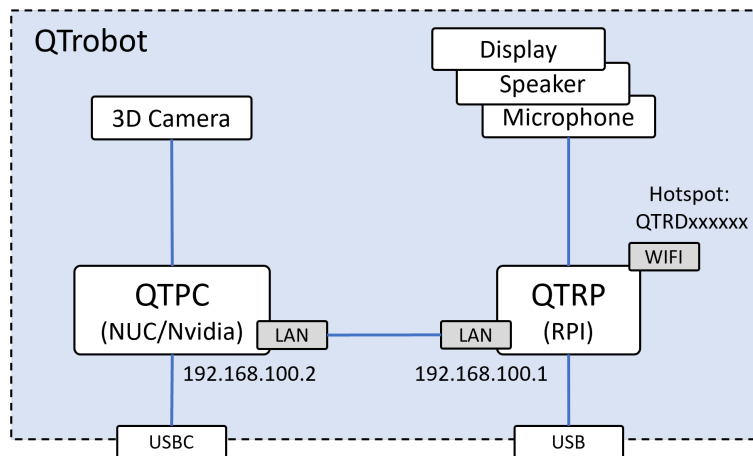 QTrobot
Display
Speaker
Microphone
3D Camera
Hotspot:
QTRDxxxxxx
WIFI
QTPC
(NUC/Nvidia)
LAN
LAN
QTRP
(RPI)
192.168.100.2
192.168.100.1
USBC
USB